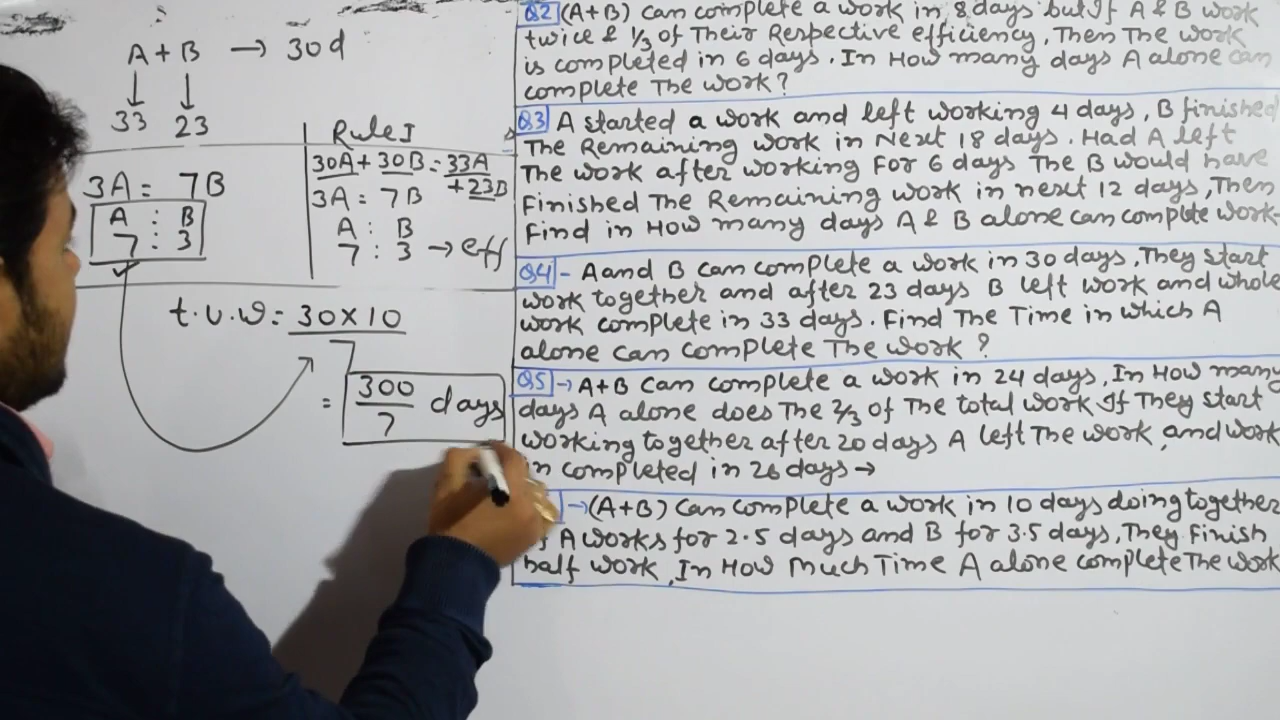 A + B → 30d
33 23
3A = 7B
A : B
7 : 3
Rule I
30A + 30B = 33A
+ 23B
3A = 7B
A : B
7 : 3 → eff
t.u.w = 30 × 10
7
= 300
7
days
Q2 (A+B) Can complete a work in 8 days but If A & B work
twice & 1/3 of Their Respective efficiency, Then The work
is completed in 6 days. In How many days A alone can
complete The work?
Q3 A started a work and left working 4 days, B finished
The Remaining work in Next 18 days. Had A left
The work after working For 6 days The B would have
Finished The Remaining work in next 12 days, Then
Find in How many days A & B alone can complete work
Q4 - A and B can complete a work in 30 days, They start
work together and after 23 days B left work and whole
work complete in 33 days. Find The Time in which A
alone can complete The work?
Q5 → A+B can complete a work in 24 days, In How many
days A alone does The 2/3 of The total work If They start
working together after 20 days A left The work, and work
in completed in 26 days →
→ (A+B) Can complete a work in 10 days doing together
A works for 2.5 days and B for 3.5 days, They Finish
half work, In How Much Time A alone complete The work